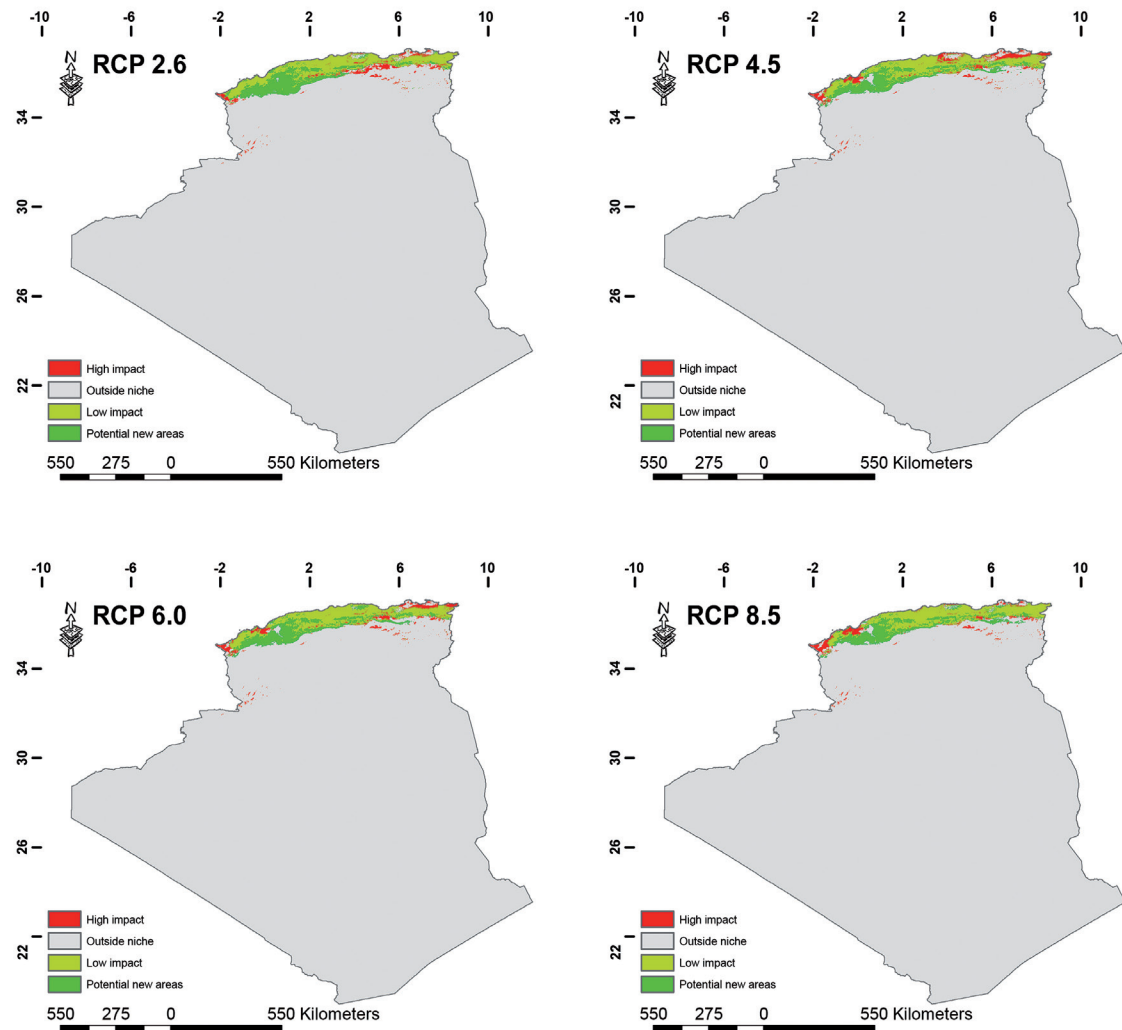 -10 -6 -2 2 6 10
-10 -6 -2 2 6 10
N
RCP 2.6
N
RCP 4.5
34
30
26
22
34
30
26
22
High impact
Outside niche
Low impact
Potential new areas
550 275 0 550 Kilometers
High impact
Outside niche
Low impact
Potential new areas
550 275 0 550 Kilometers
-10 -6 -2 2 6 10
-10 -6 -2 2 6 10
N
RCP 6.0
N
RCP 8.5
34
30
26
22
34
30
26
22
High impact
Outside niche
Low impact
Potential new areas
550 275 0 550 Kilometers
High impact
Outside niche
Low impact
Potential new areas
550 275 0 550 Kilometers